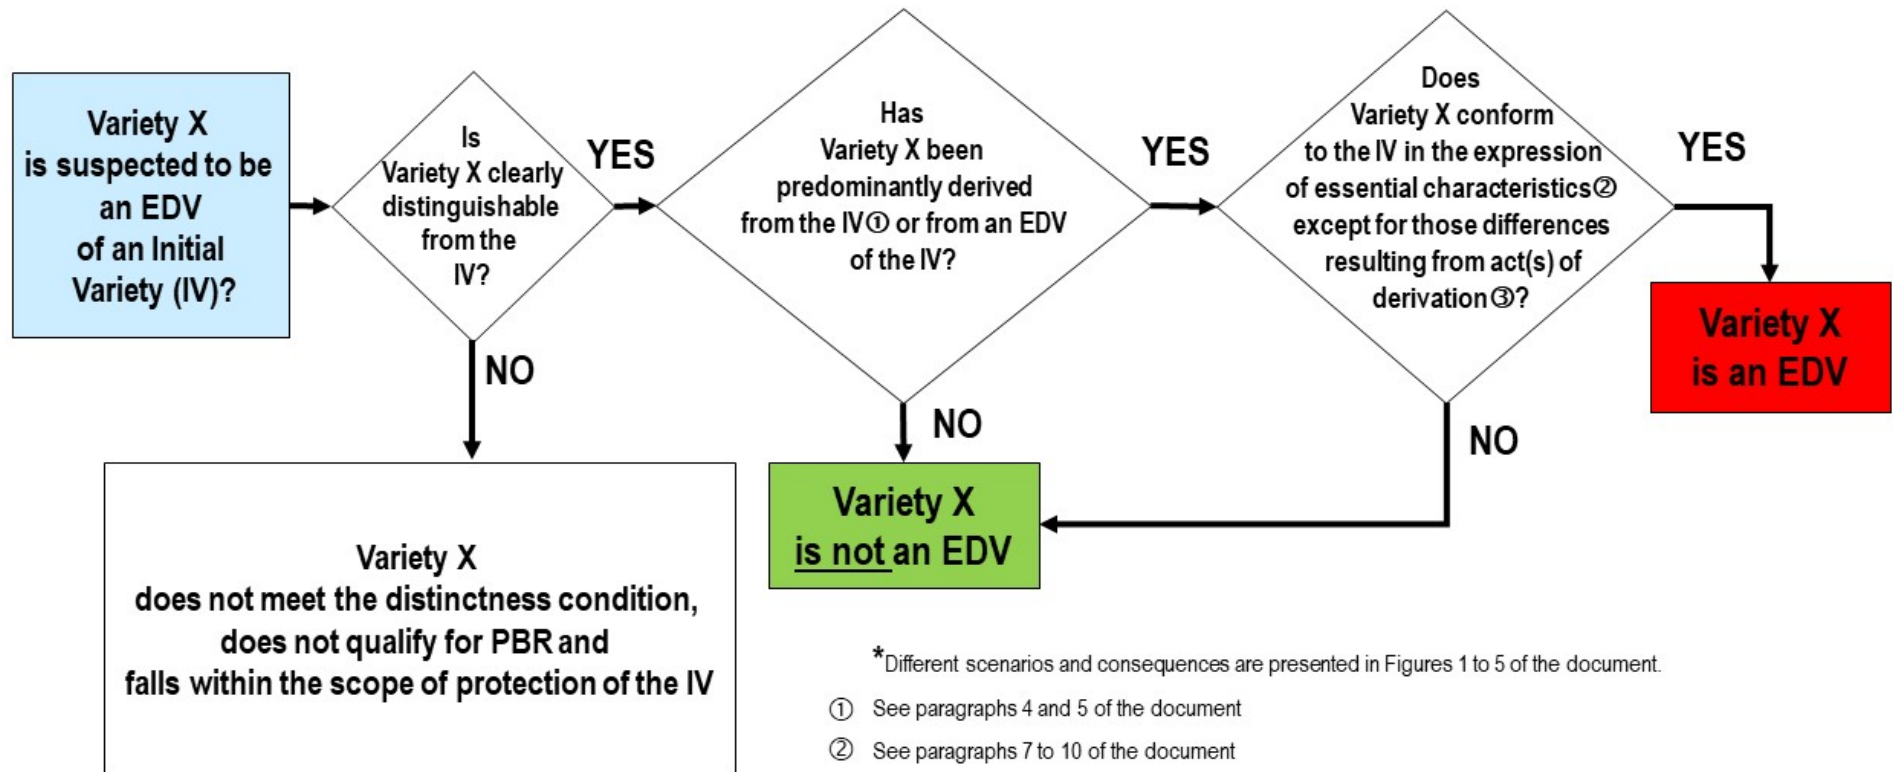 Variety X
is suspected to be
an EDV
of an Initial
Variety (IV)?
Is
Variety X clearly
distinguishable
from the
IV?
YES
Has
Variety X been
predominantly derived
from the IV① or from an EDV
of the IV?
YES
Does
Variety X conform
to the IV in the expression
of essential characteristics②
except for those differences
resulting from act(s) of
derivation③?
YES
Variety X
is an EDV
NO
NO
NO
Variety X
does not meet the distinctness condition,
does not qualify for PBR and
falls within the scope of protection of the IV
Variety X
is not an EDV
*Different scenarios and consequences are presented in Figures 1 to 5 of the document.
① See paragraphs 4 and 5 of the document
② See paragraphs 7 to 10 of the document